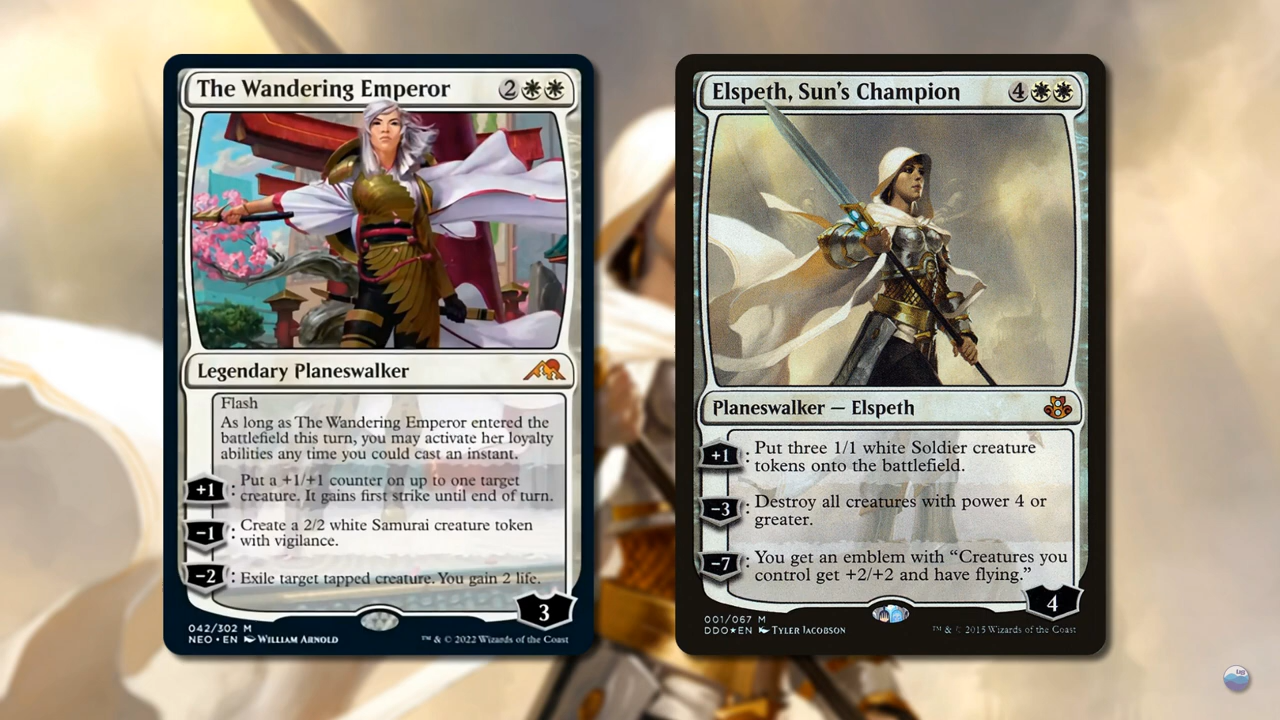 The Wandering Emperor
2
Legendary Planeswalker
Flash
As long as The Wandering Emperor entered the
battlefield this turn, you may activate her loyalty
abilities any time you could cast an instant.
+1 : Put a +1/+1 counter on up to one target
creature. It gains first strike until end of turn.
−1 : Create a 2/2 white Samurai creature token
with vigilance.
−2 : Exile target tapped creature. You gain 2 life.
3
042/302 M
NEO • EN William Arnold
™ & © 2022 Wizards of the Coast
Elspeth, Sun's Champion
4
Planeswalker — Elspeth
+1 : Put three 1/1 white Soldier creature
tokens onto the battlefield.
−3 : Destroy all creatures with power 4 or
greater.
−7 : You get an emblem with “Creatures you
control get +2/+2 and have flying.”
4
001/067 M
DDO★EN Tyler Jacobson
™ & © 2015 Wizards of the Coast